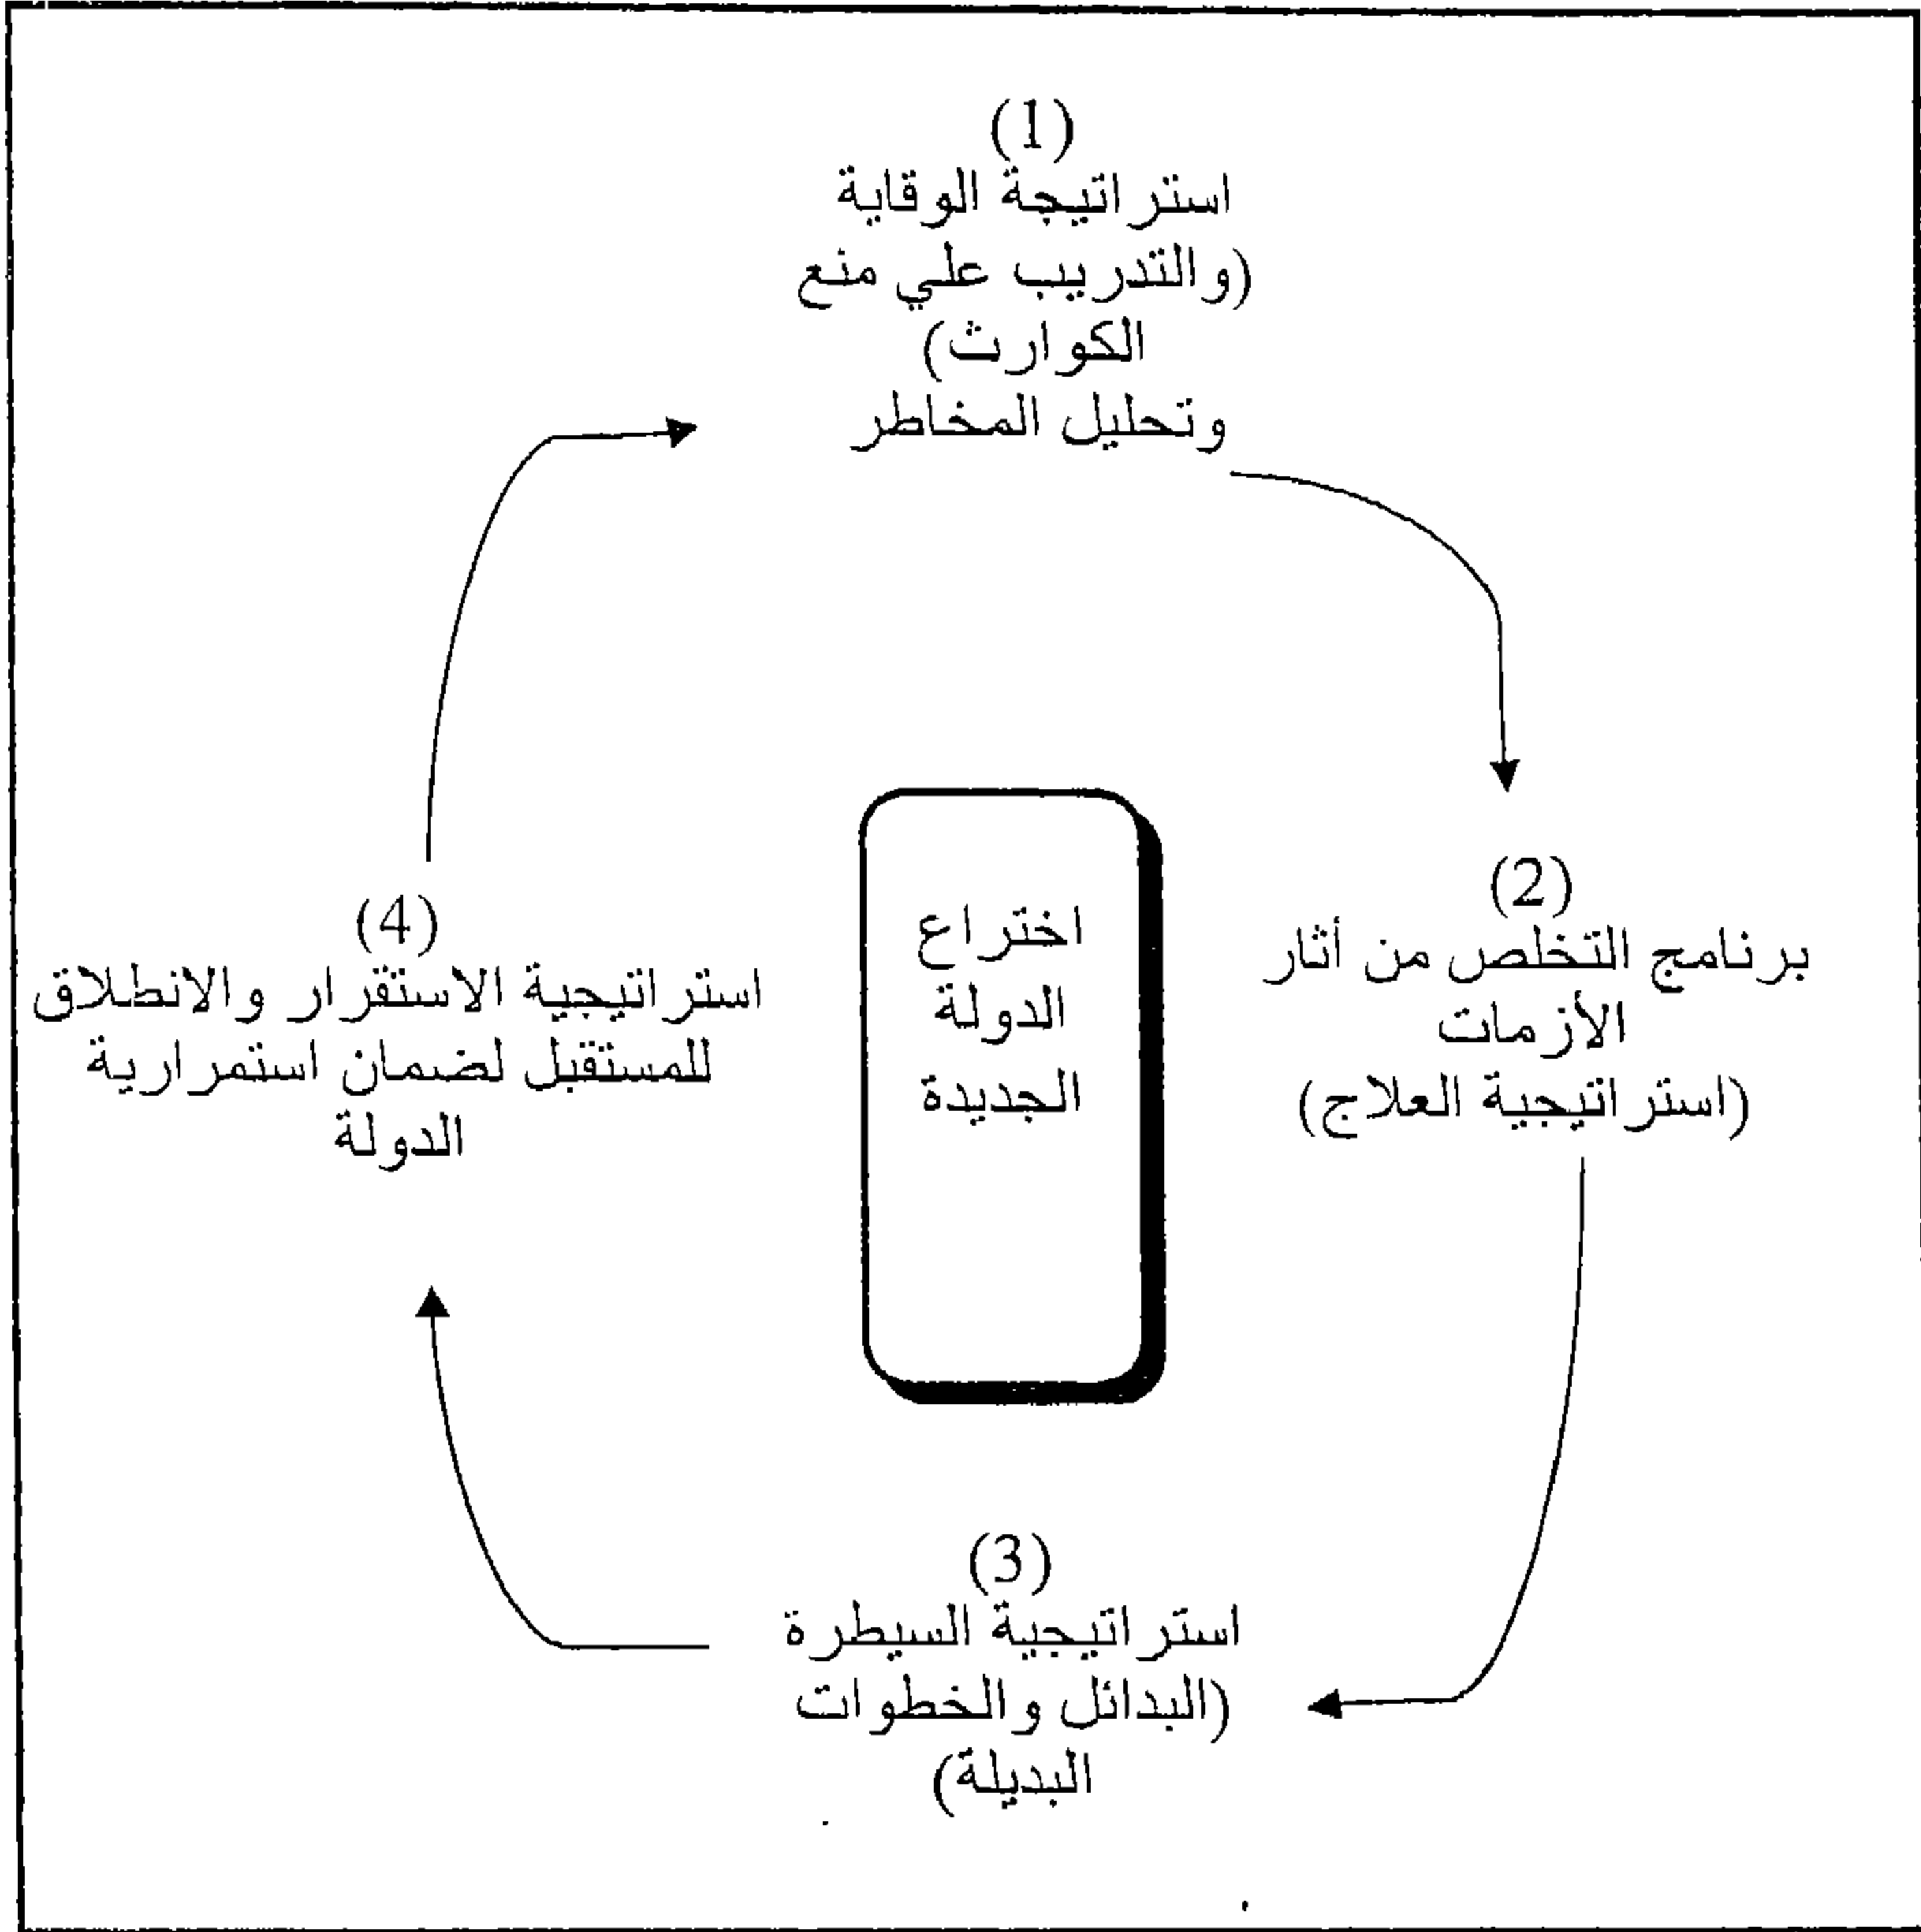 (1)
استراتيجة الوقاية
(والتدريب علي منع
الكوارث)
وتحليل المخاطر
(2)
برنامج التخلص من أثار
الأزمات
(استراتيجية العلاج)
(3)
استراتيجية السيطرة
(البدائل والخطوات
البديلة)
(4)
استراتيجية الاستقرار والانطلاق
للمستقبل لضمان استمرارية
الدولة
اختراع
الدولة
الجديدة